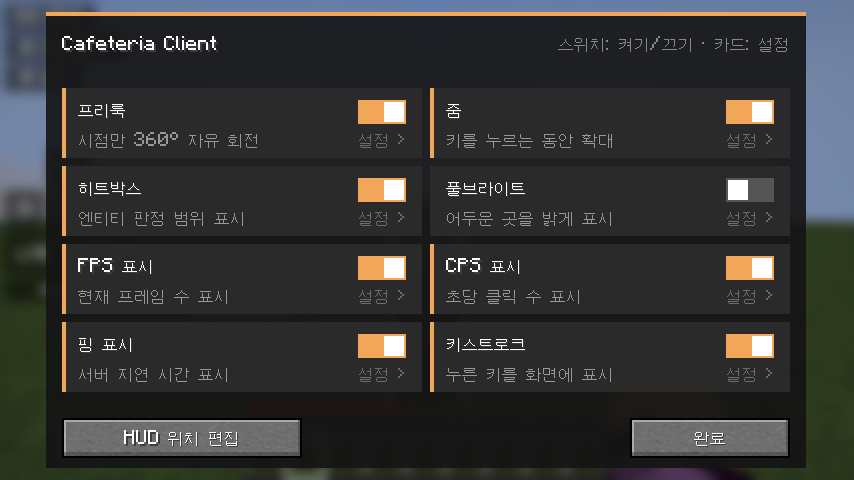 Cafeteria Client
스위치: 켜기/끄기 · 카드: 설정
프리룩
시점만 360° 자유 회전
설정 >
줌
키를 누르는 동안 확대
설정 >
히트박스
엔티티 판정 범위 표시
설정 >
풀브라이트
어두운 곳을 밝게 표시
설정 >
FPS 표시
현재 프레임 수 표시
설정 >
CPS 표시
초당 클릭 수 표시
설정 >
핑 표시
서버 지연 시간 표시
설정 >
키스트로크
누른 키를 화면에 표시
설정 >
HUD 위치 편집
완료